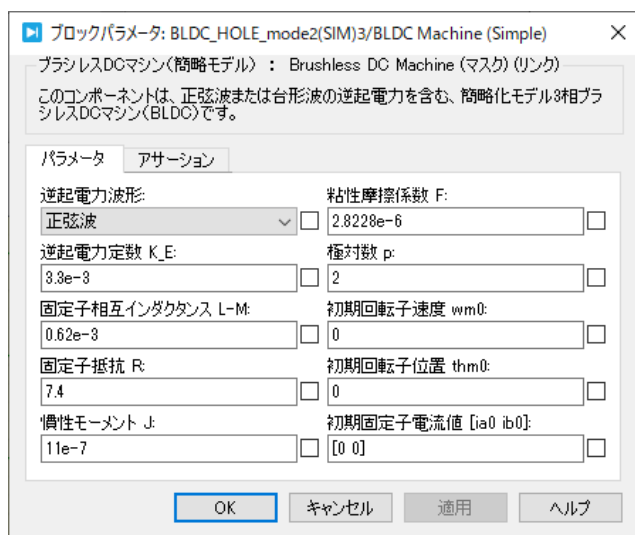 ブロックパラメータ: BLDC_HOLE_mode2(SIM)3/BLDC Machine (Simple)
ブラシレスDCマシン(簡略モデル) : Brushless DC Machine (マスク) (リンク)
このコンポーネントは、正弦波または台形波の逆起電力を含む、簡略化モデル3相ブラ
シレスDCマシン(BLDC)です。
パラメータ アサーション
逆起電力波形:
正弦波
逆起電力定数 K_E:
3.3e-3
固定子相互インダクタンス L-M:
0.62e-3
固定子抵抗 R:
7.4
慣性モーメント J:
11e-7
粘性摩擦係数 F:
2.8228e-6
極対数 p:
2
初期回転子速度 wm0:
0
初期回転子位置 thm0:
0
初期固定子電流値 [ia0 ib0]:
[0 0]
OK キャンセル 適用 ヘルプ